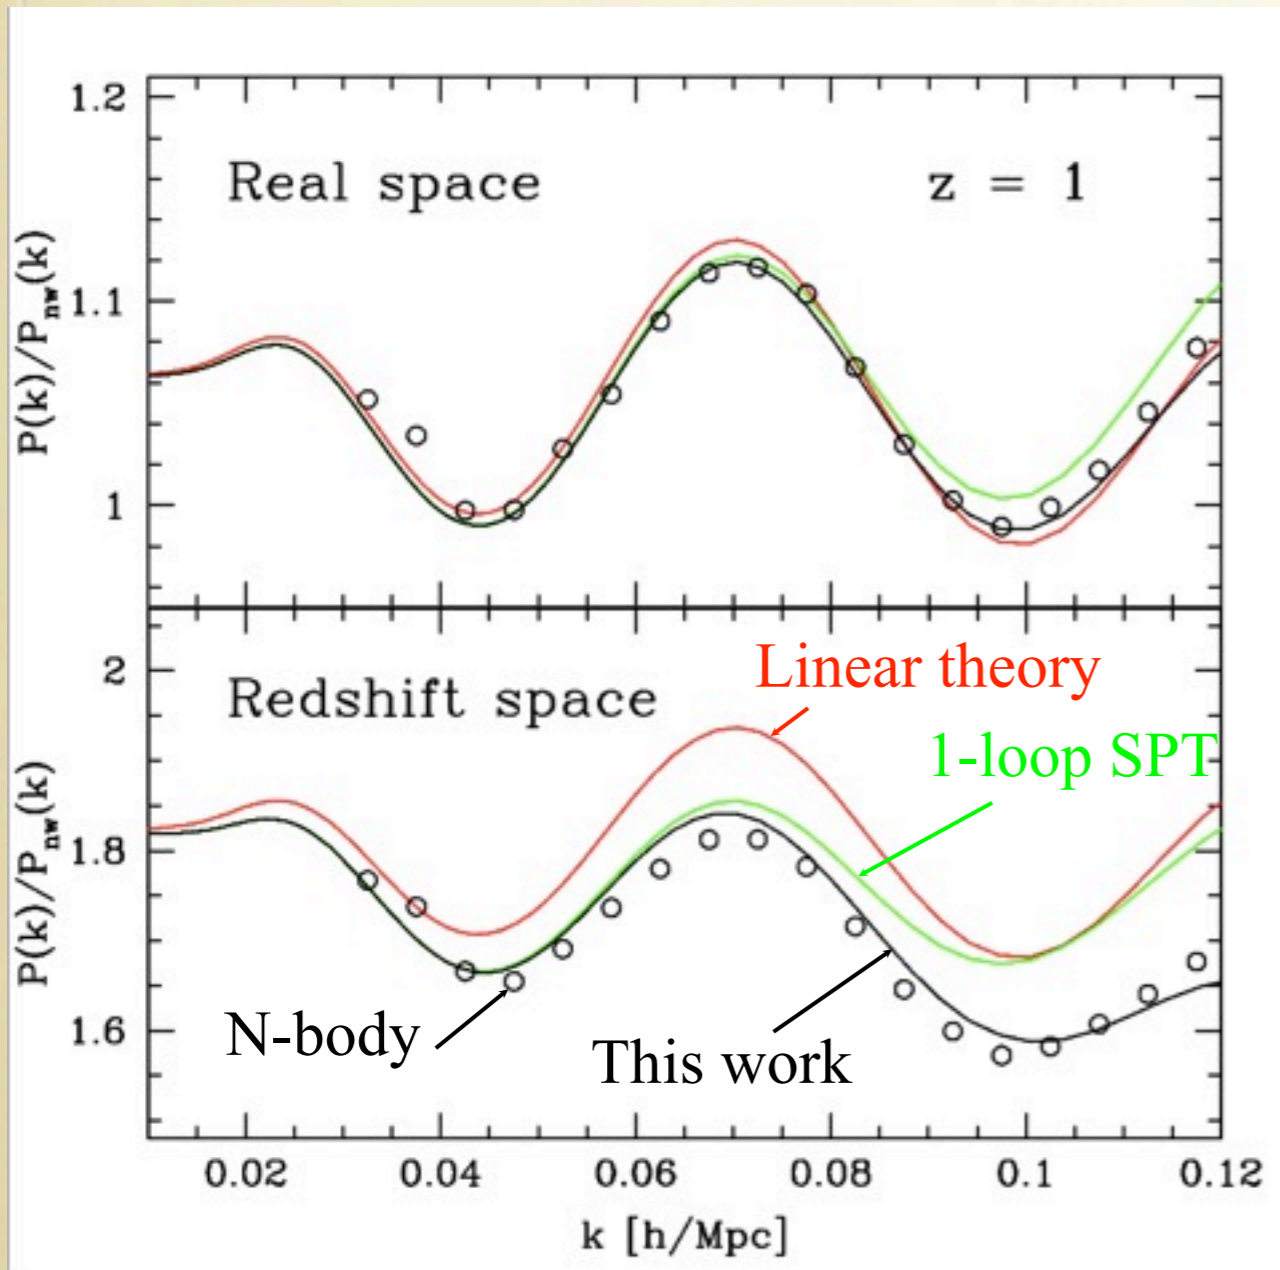 1.2
Real space
z = 1
1.1
1
P(k)/P_nw(k)
2
Linear theory
Redshift space
1-loop SPT
1.8
P(k)/P_nw(k)
N-body
1.6
This work
0.02 0.04 0.06 0.08 0.1 0.12
k [h/Mpc]